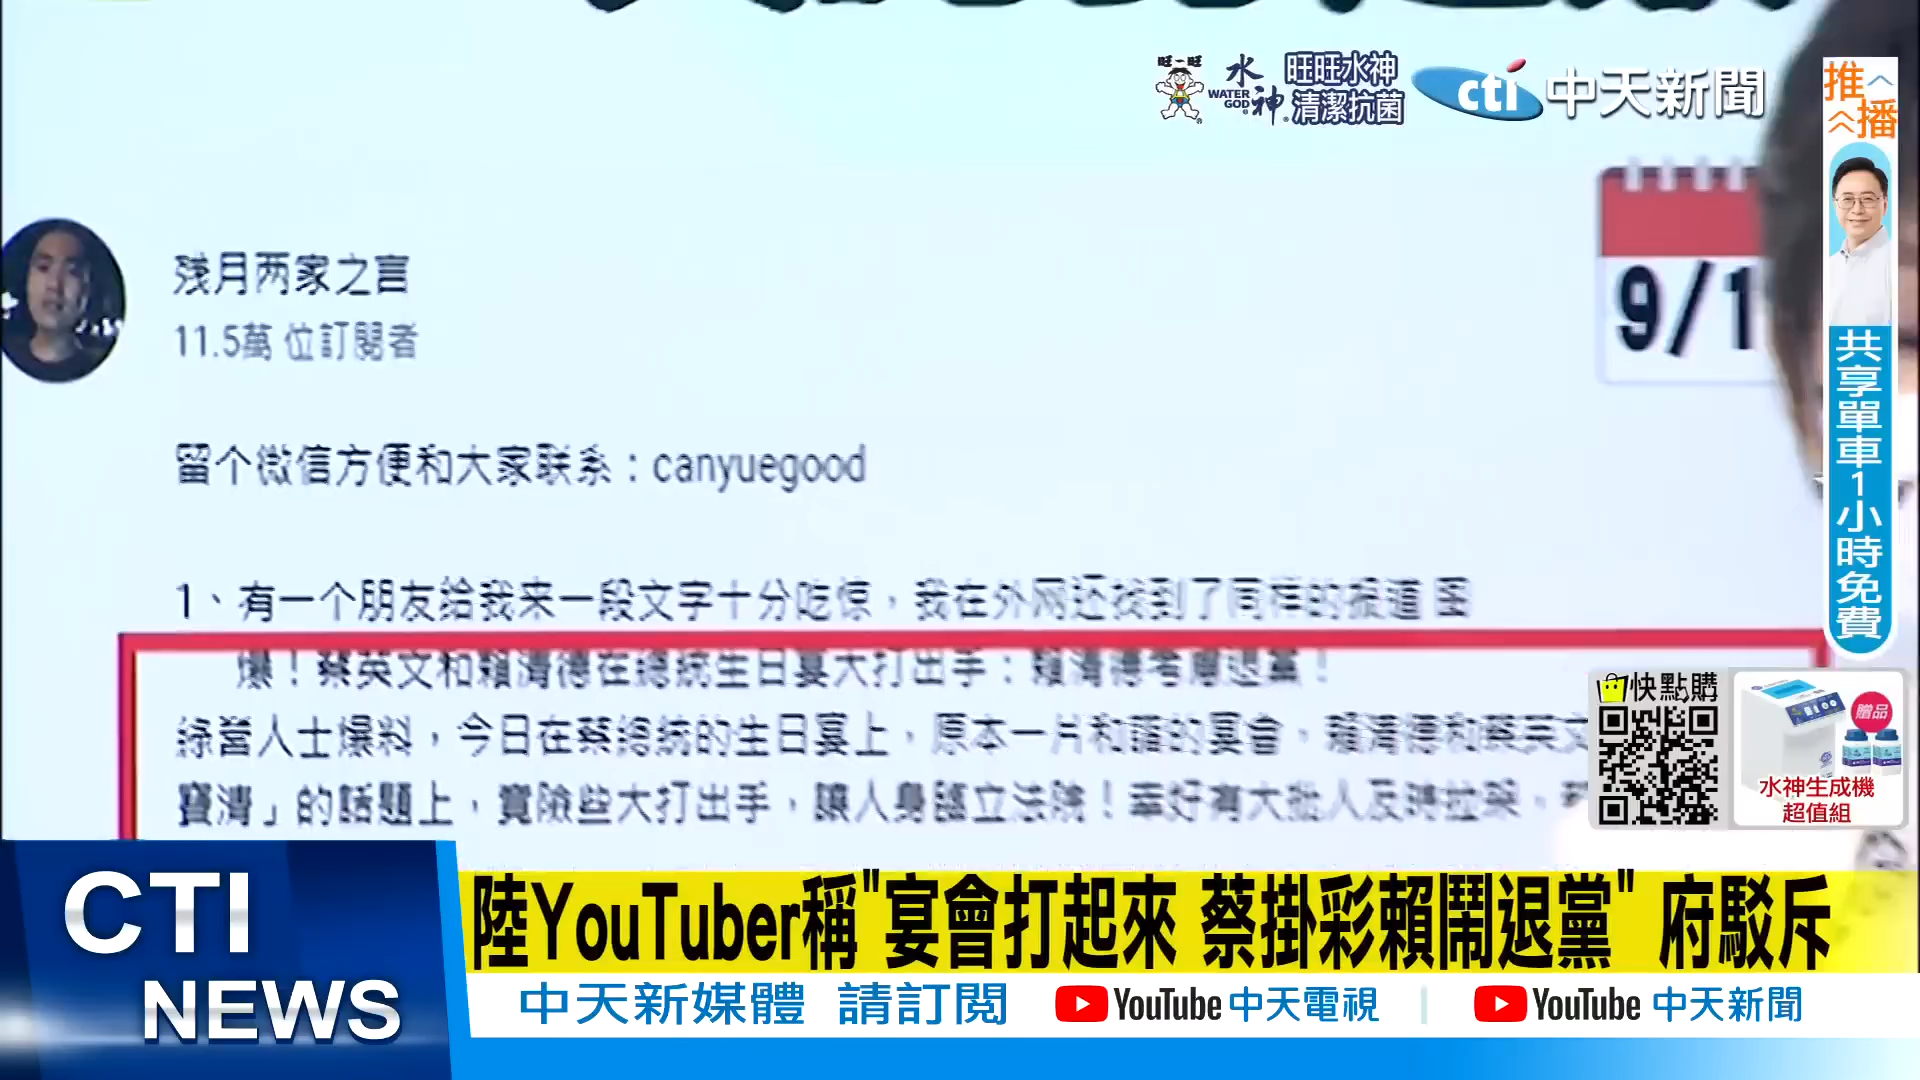 旺一旺
水神
WATER GOD
旺旺水神
清潔抗菌
cti 中天新聞
推播
共享單車1小時免費
9/1
残月两家之言
11.5萬 位訂閱者
留个微信方便和大家联系：canyuegood
1、有一个朋友给我来一段文字十分吃惊，我在外网还找到了同样的报道 图
爆！蔡英文和賴清德在總統生日宴大打出手：賴清德考慮退黨！
綠營人士爆料，今日在蔡總統的生日宴上，原本一片和諧的宴會，賴清德和蔡英文
寶清」的話題上，實險些大打出手，讓人身臨立法院！幸好有大批人及時拉架，
快點購
贈品
水神生成機
超值組
CTI NEWS
陸YouTuber稱"宴會打起來 蔡掛彩賴鬧退黨" 府駁斥
中天新媒體 請訂閱 YouTube 中天電視 | YouTube 中天新聞